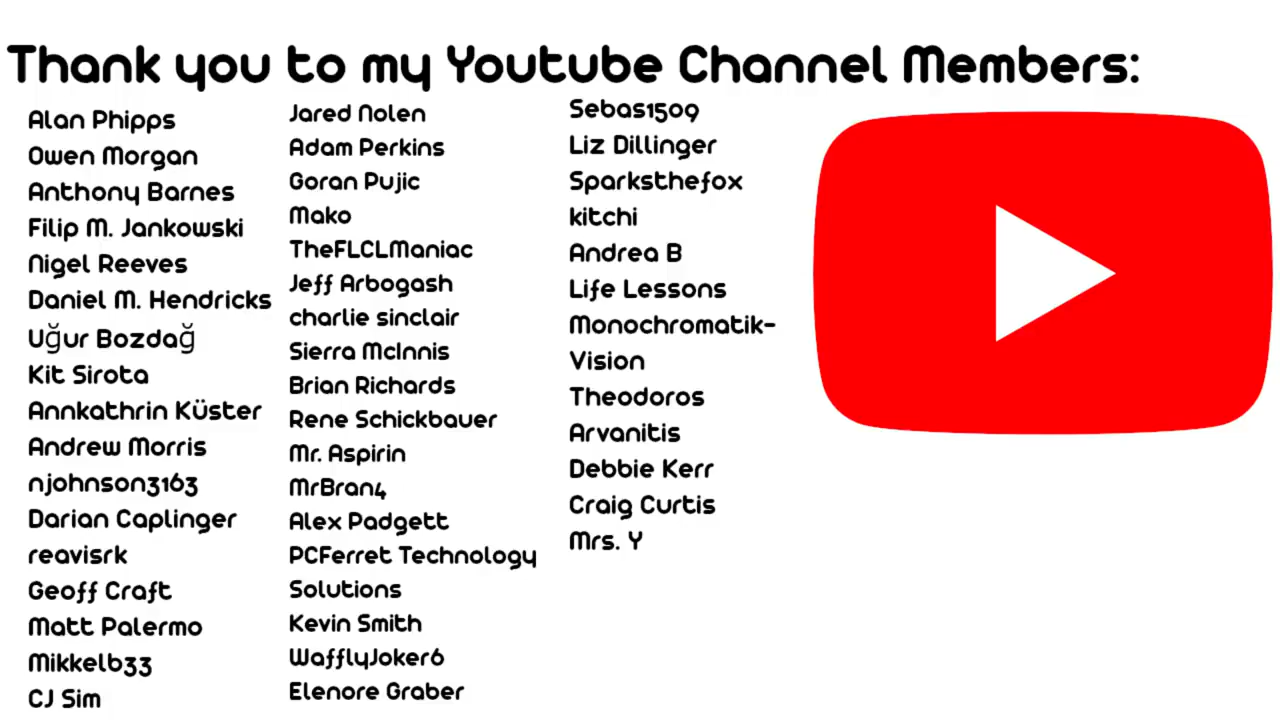 Thank you to my Youtube Channel Members:
Alan Phipps
Owen Morgan
Anthony Barnes
Filip M. Jankowski
Nigel Reeves
Daniel M. Hendricks
Uğur Bozdağ
Kit Sirota
Annkathrin Küster
Andrew Morris
njohnson3163
Darian Caplinger
reavisrk
Geoff Craft
Matt Palermo
Mikkelb33
CJ Sim
Jared Nolen
Adam Perkins
Goran Pujic
Mako
TheFLCLManiac
Jeff Arbogash
charlie sinclair
Sierra McInnis
Brian Richards
Rene Schickbauer
Mr. Aspirin
MrBran4
Alex Padgett
PCFerret Technology
Solutions
Kevin Smith
WafflyJoker6
Elenore Graber
Sebas1509
Liz Dillinger
Sparksthefox
kitchi
Andrea B
Life Lessons
Monochromatik-
Vision
Theodoros
Arvanitis
Debbie Kerr
Craig Curtis
Mrs. Y